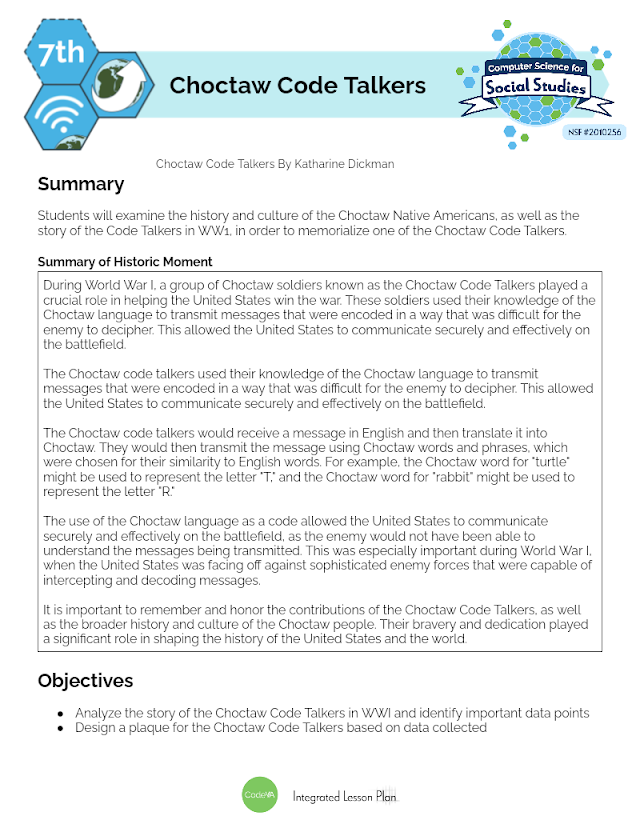 7th
Choctaw Code Talkers
Computer Science for
Social Studies
NSF #2010256
Choctaw Code Talkers By Katharine Dickman
Summary
Students will examine the history and culture of the Choctaw Native Americans, as well as the
story of the Code Talkers in WW1, in order to memorialize one of the Choctaw Code Talkers.
Summary of Historic Moment
During World War I, a group of Choctaw soldiers known as the Choctaw Code Talkers played a
crucial role in helping the United States win the war. These soldiers used their knowledge of the
Choctaw language to transmit messages that were encoded in a way that was difficult for the
enemy to decipher. This allowed the United States to communicate securely and effectively on
the battlefield.
The Choctaw code talkers used their knowledge of the Choctaw language to transmit
messages that were encoded in a way that was difficult for the enemy to decipher. This allowed
the United States to communicate securely and effectively on the battlefield.
The Choctaw code talkers would receive a message in English and then translate it into
Choctaw. They would then transmit the message using Choctaw words and phrases, which
were chosen for their similarity to English words. For example, the Choctaw word for "turtle"
might be used to represent the letter "T," and the Choctaw word for "rabbit" might be used to
represent the letter "R."
The use of the Choctaw language as a code allowed the United States to communicate
securely and effectively on the battlefield, as the enemy would not have been able to
understand the messages being transmitted. This was especially important during World War I,
when the United States was facing off against sophisticated enemy forces that were capable of
intercepting and decoding messages.
It is important to remember and honor the contributions of the Choctaw Code Talkers, as well
as the broader history and culture of the Choctaw people. Their bravery and dedication played
a significant role in shaping the history of the United States and the world.
Objectives
● Analyze the story of the Choctaw Code Talkers in WWI and identify important data points
● Design a plaque for the Choctaw Code Talkers based on data collected
CodeVA
Integrated Lesson Plan